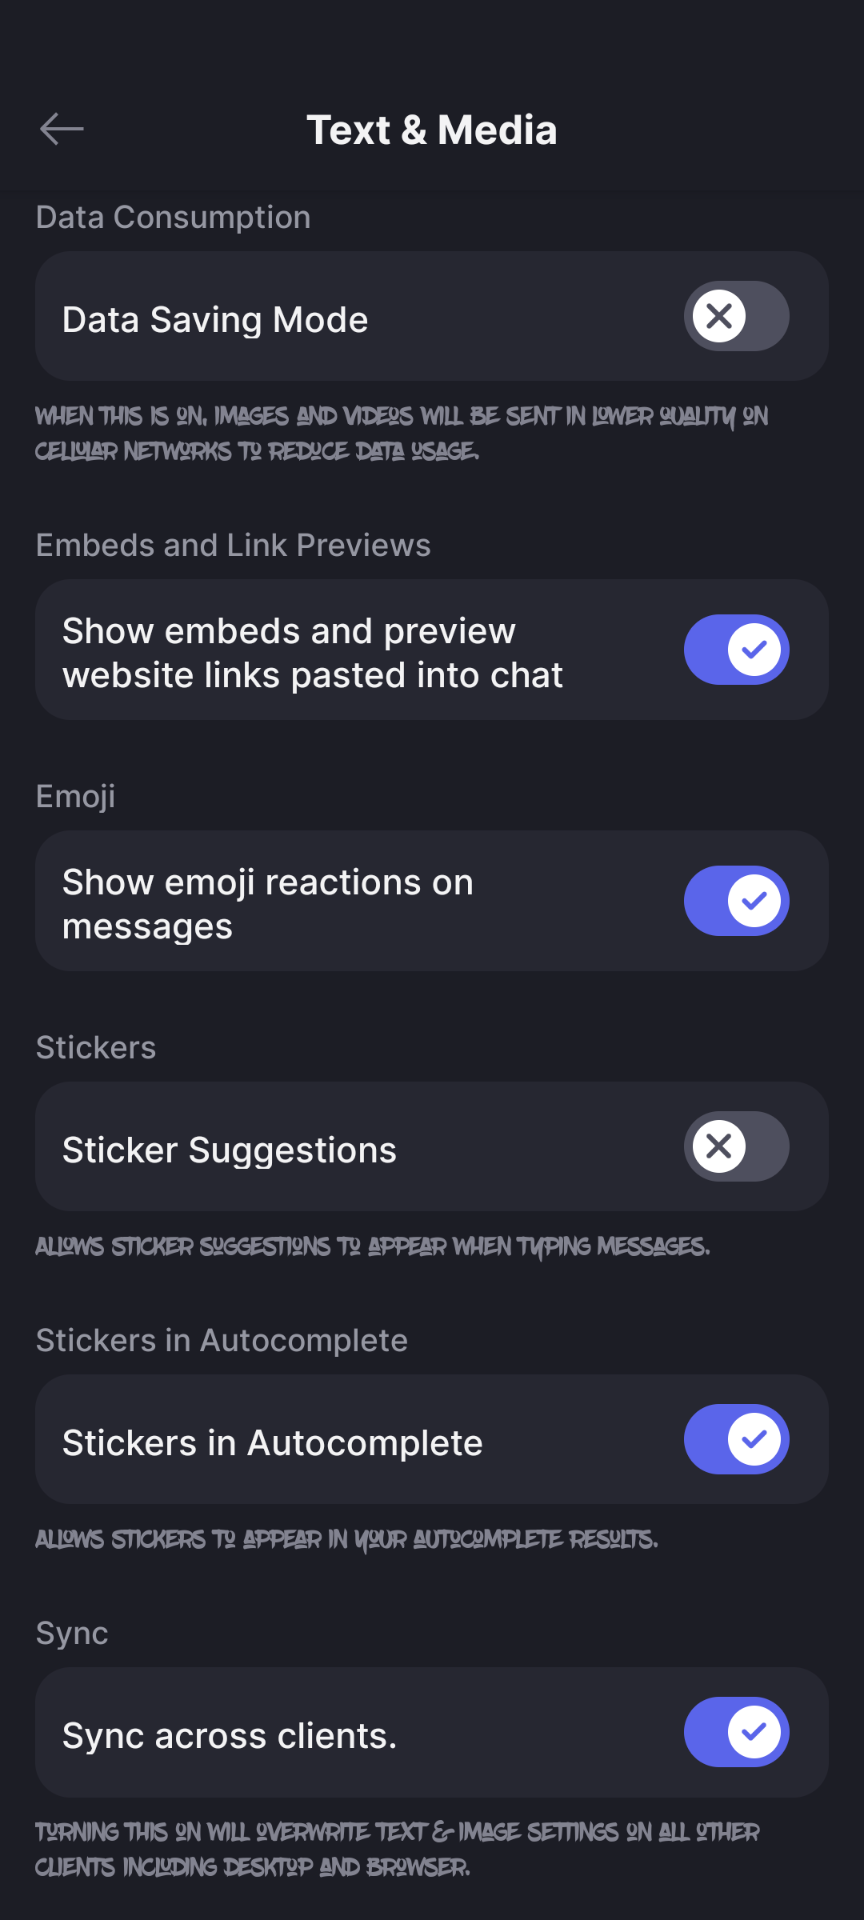 Text & Media
Data Consumption
Data Saving Mode
WHEN THIS IS ON, IMAGES AND VIDEOS WILL BE SENT IN LOWER QUALITY ON
CELLULAR NETWORKS TO REDUCE DATA USAGE.
Embeds and Link Previews
Show embeds and preview
website links pasted into chat
Emoji
Show emoji reactions on
messages
Stickers
Sticker Suggestions
ALLOWS STICKER SUGGESTIONS TO APPEAR WHEN TYPING MESSAGES.
Stickers in Autocomplete
Stickers in Autocomplete
ALLOWS STICKERS TO APPEAR IN YOUR AUTOCOMPLETE RESULTS.
Sync
Sync across clients.
TURNING THIS ON WILL OVERWRITE TEXT & IMAGE SETTINGS ON ALL OTHER
CLIENTS INCLUDING DESKTOP AND BROWSER.